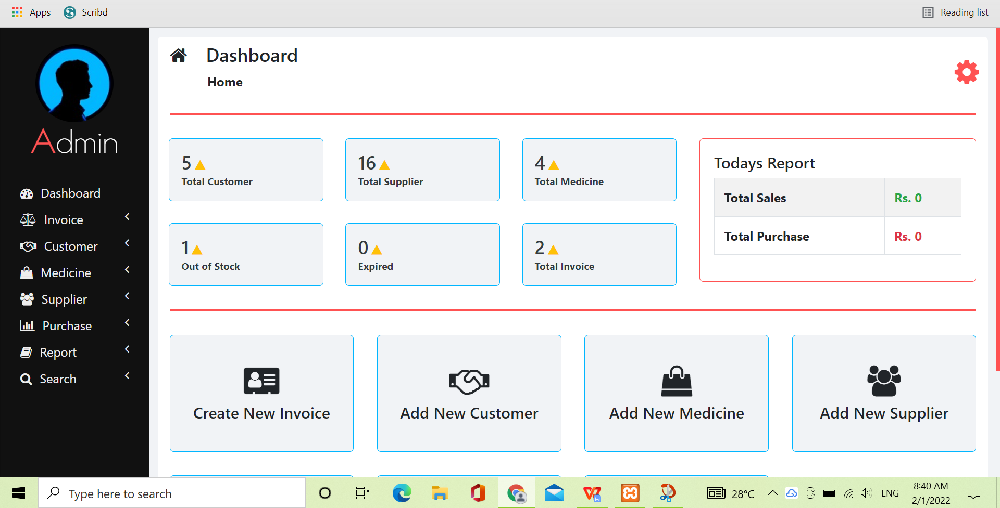 Apps
Scribd
Reading list
Admin
Dashboard
Invoice
Customer
Medicine
Supplier
Purchase
Report
Search
Dashboard
Home
5
Total Customer
16
Total Supplier
4
Total Medicine
1
Out of Stock
0
Expired
2
Total Invoice
Todays Report
Total Sales Rs. 0
Total Purchase Rs. 0
Create New Invoice
Add New Customer
Add New Medicine
Add New Supplier
Type here to search
28°C
ENG
8:40 AM
2/1/2022